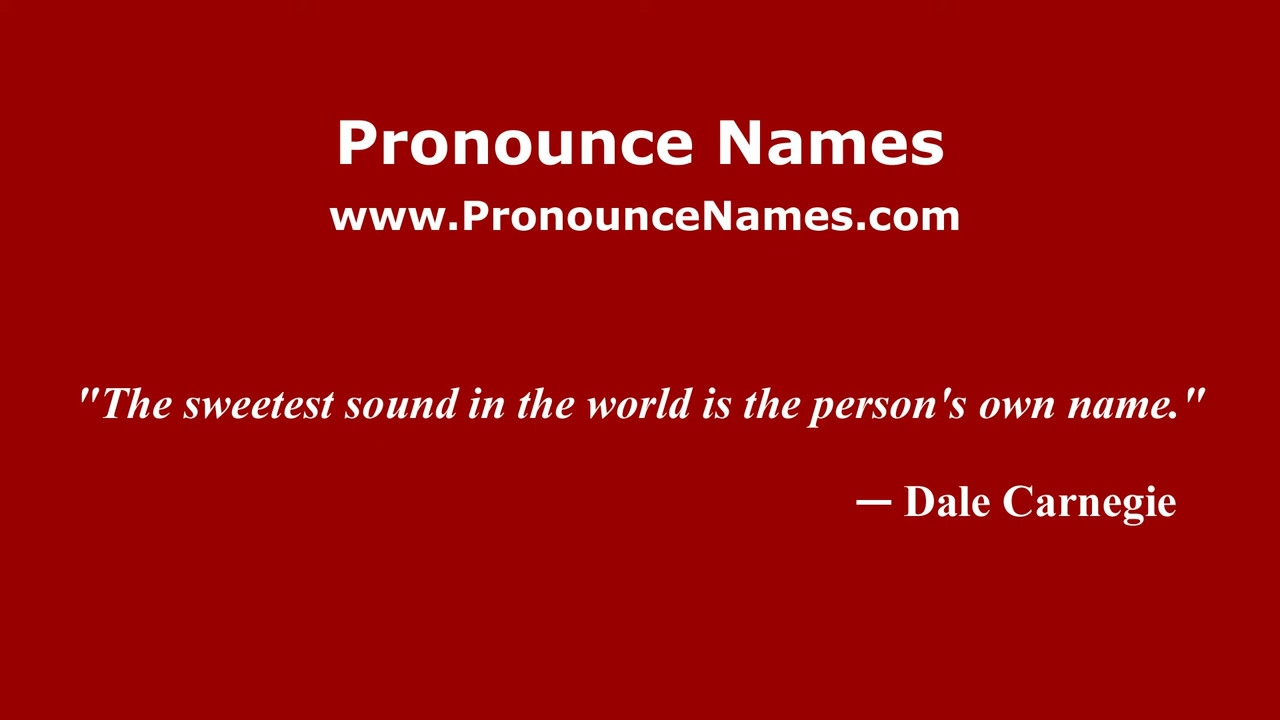 Pronounce Names
www.PronounceNames.com
"The sweetest sound in the world is the person's own name."
— Dale Carnegie